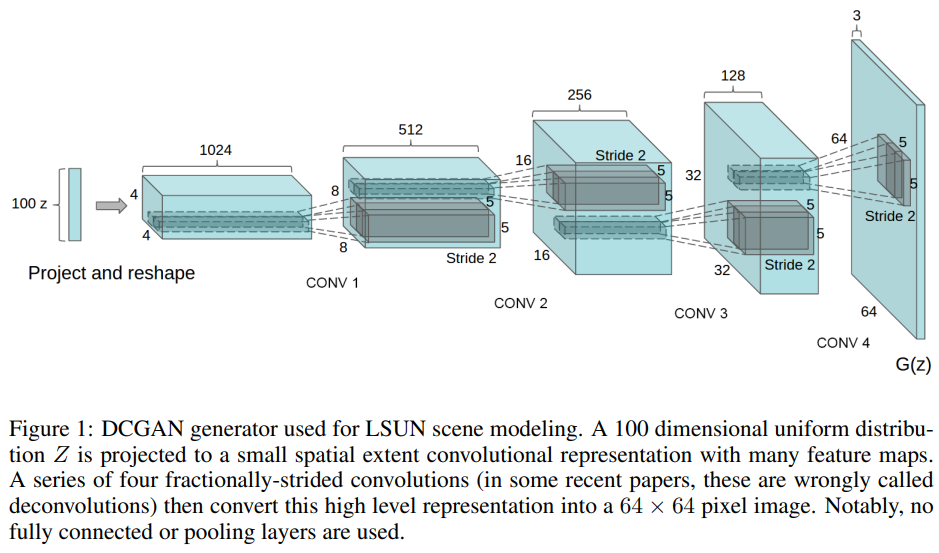 3
128
256
512
1024
64
5
5
Stride 2
16
Stride 2
5
5
32
4
8
5
5
Stride 2
100 z
4
8
16
5
5
Stride 2
32
64
Project and reshape
CONV 1
CONV 2
CONV 3
CONV 4
G(z)
Figure 1: DCGAN generator used for LSUN scene modeling. A 100 dimensional uniform distribu-
tion Z is projected to a small spatial extent convolutional representation with many feature maps.
A series of four fractionally-strided convolutions (in some recent papers, these are wrongly called
deconvolutions) then convert this high level representation into a 64 × 64 pixel image. Notably, no
fully connected or pooling layers are used.